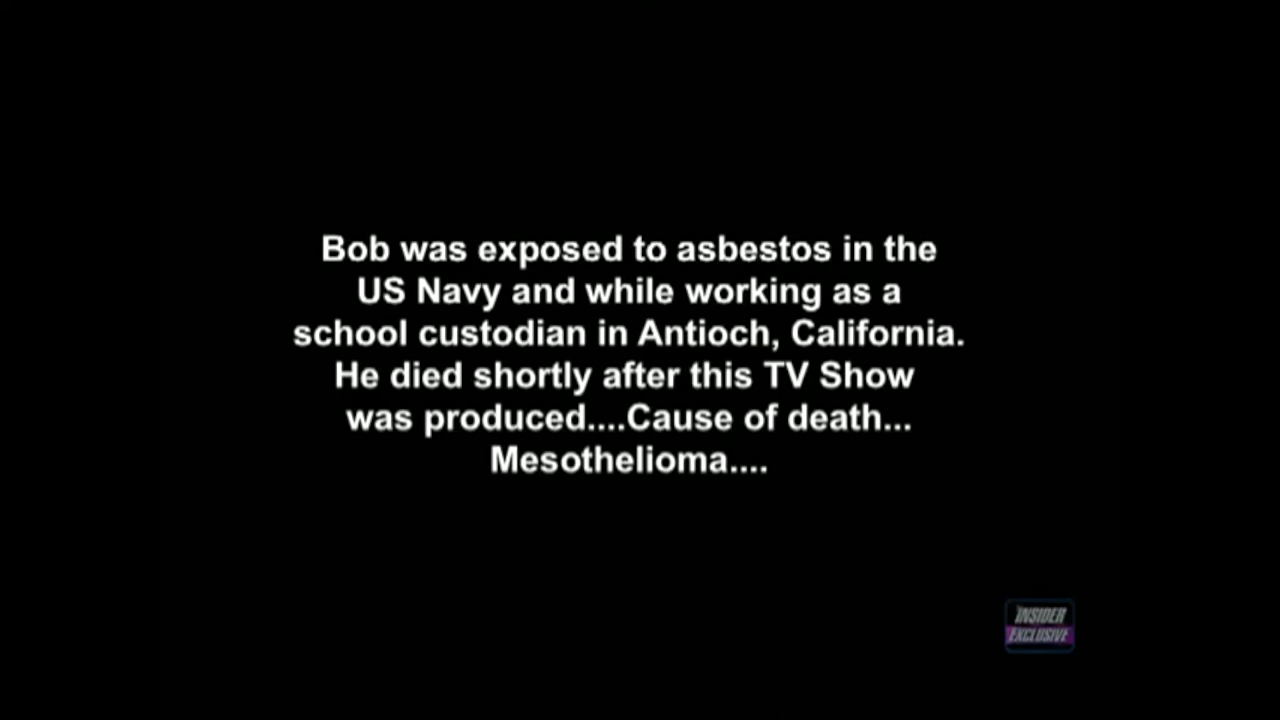 Bob was exposed to asbestos in the
US Navy and while working as a
school custodian in Antioch, California.
He died shortly after this TV Show
was produced....Cause of death...
Mesothelioma....
INSIDER
EXCLUSIVE